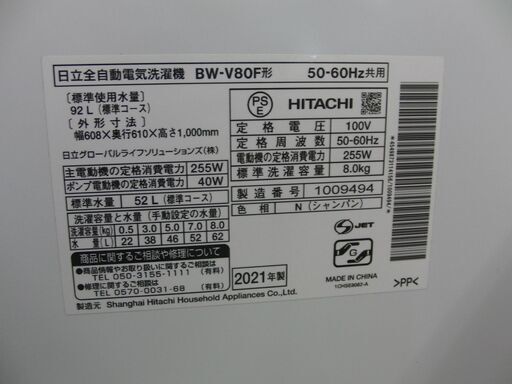 日立全自動電気洗濯機 BW-V80F形 50-60Hz共用
〔標準使用水量〕
92L（標準コース）
〔外形寸法〕
幅608×奥行610×高さ1,000mm
日立グローバルライフソリューションズ(株)
主電動機の定格消費電力 255W
ポンプ電動機の定格消費電力 40W
標準水量 52L（標準コース）
洗濯容量と水量（手動設定の水量）
洗濯容量(kg) 0.5 3.0 5.0 7.0 8.0
水量(L) 22 38 46 52 62
商品に関するご相談や修理について
商品情報やお取り扱いについてのご相談
TEL 050-3155-1111（有料）
修理に関するご相談
TEL 0570-0031-68（有料）
製造元 Shanghai Hitachi Household Appliances Co.,Ltd.
PS
E
HITACHI
定格電圧 100V
定格周波数 50-60Hz
電動機の定格消費電力 255W
標準洗濯容量 8.0kg
製造番号 1009494
色相 N（シャンパン）
2021年製
S JET
G
MADE IN CHINA
>PP<